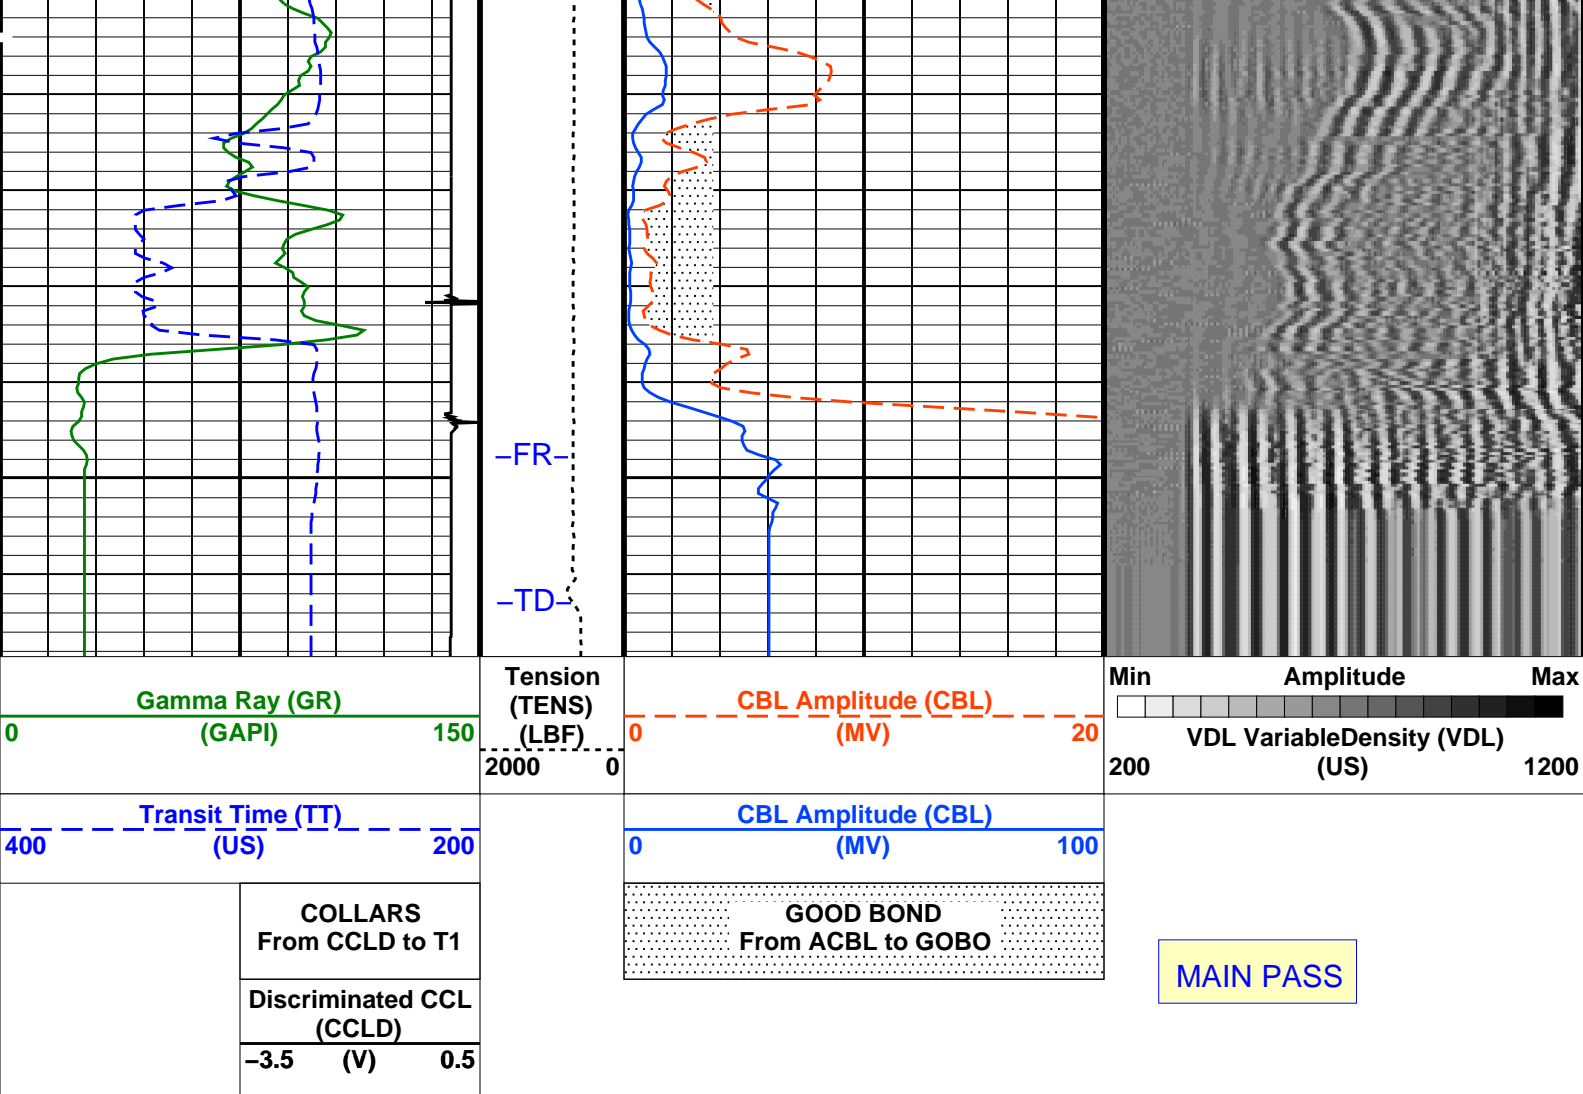 –FR–
–TD–
Gamma Ray (GR)
0 (GAPI) 150
Tension
(TENS)
(LBF)
2000 0
CBL Amplitude (CBL)
0 (MV) 20
Min Amplitude Max
VDL VariableDensity (VDL)
200 (US) 1200
Transit Time (TT)
400 (US) 200
CBL Amplitude (CBL)
0 (MV) 100
COLLARS
From CCLD to T1
GOOD BOND
From ACBL to GOBO
MAIN PASS
Discriminated CCL
(CCLD)
–3.5 (V) 0.5